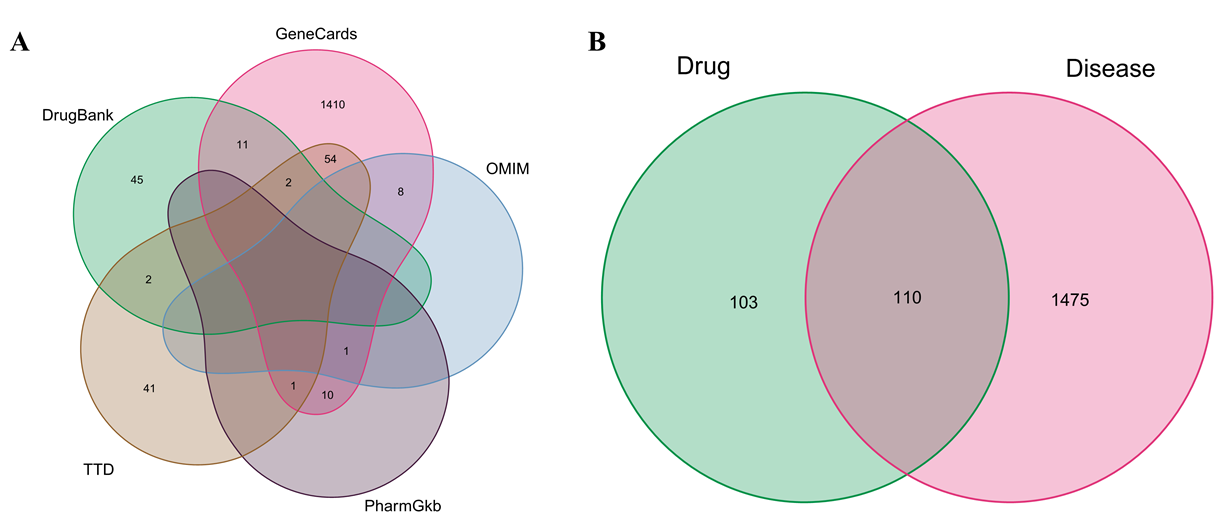 A
GeneCards
1410
DrugBank
11
54
45
2
8
OMIM
2
1
41
1
10
TTD
PharmGkb
B
Drug
Disease
103
110
1475